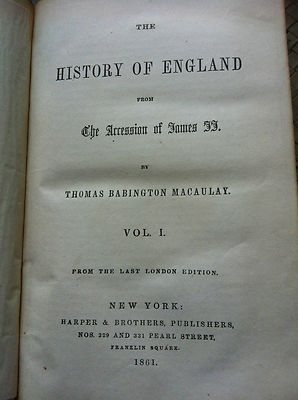 THE
HISTORY OF ENGLAND
FROM
The Accession of James II.
BY
THOMAS BABINGTON MACAULAY.
VOL. I.
FROM THE LAST LONDON EDITION.
NEW YORK:
HARPER & BROTHERS, PUBLISHERS,
NOS. 329 AND 331 PEARL STREET,
FRANKLIN SQUARE.
1861.